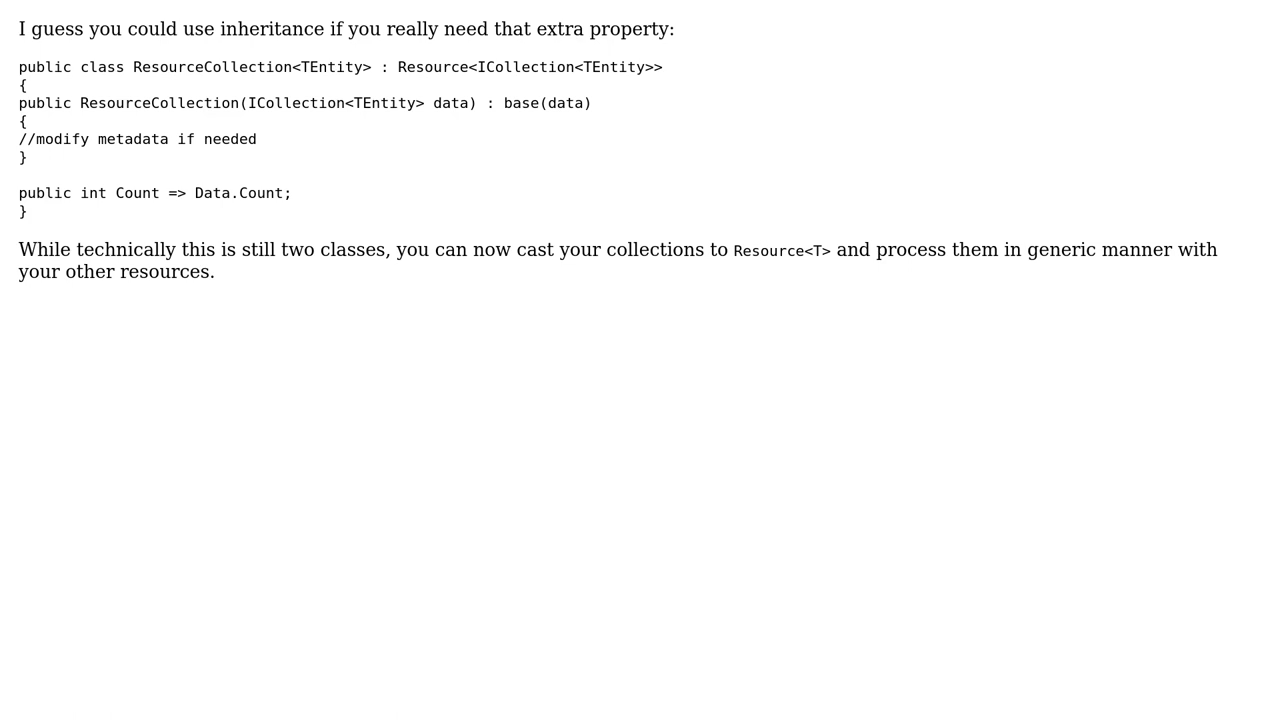 I guess you could use inheritance if you really need that extra property:
public class ResourceCollection<TEntity> : Resource<ICollection<TEntity>>
{
public ResourceCollection(ICollection<TEntity> data) : base(data)
{
//modify metadata if needed
}
public int Count => Data.Count;
}
While technically this is still two classes, you can now cast your collections to Resource<T> and process them in generic manner with
your other resources.